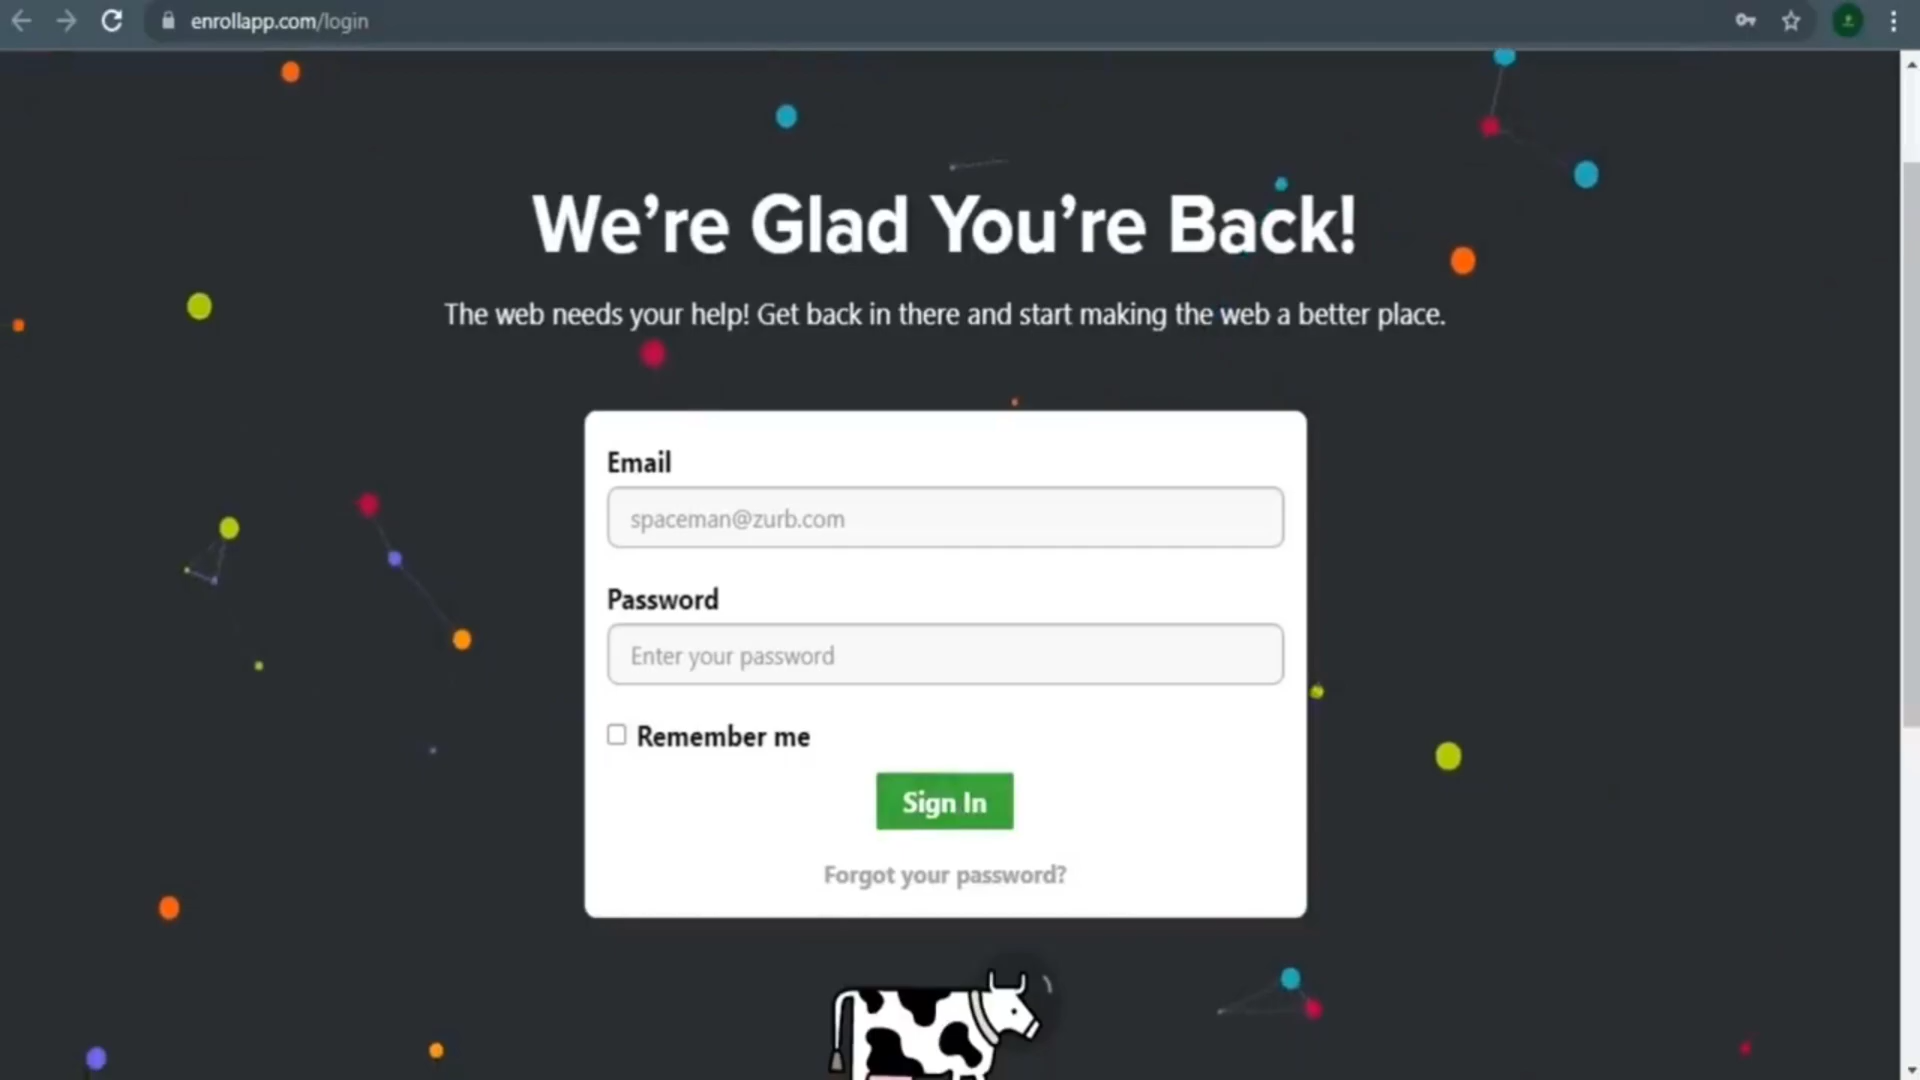 enrollapp.com/login
We’re Glad You’re Back!
The web needs your help! Get back in there and start making the web a better place.
Email
spaceman@zurb.com
Password
Enter your password
Remember me
Sign In
Forgot your password?